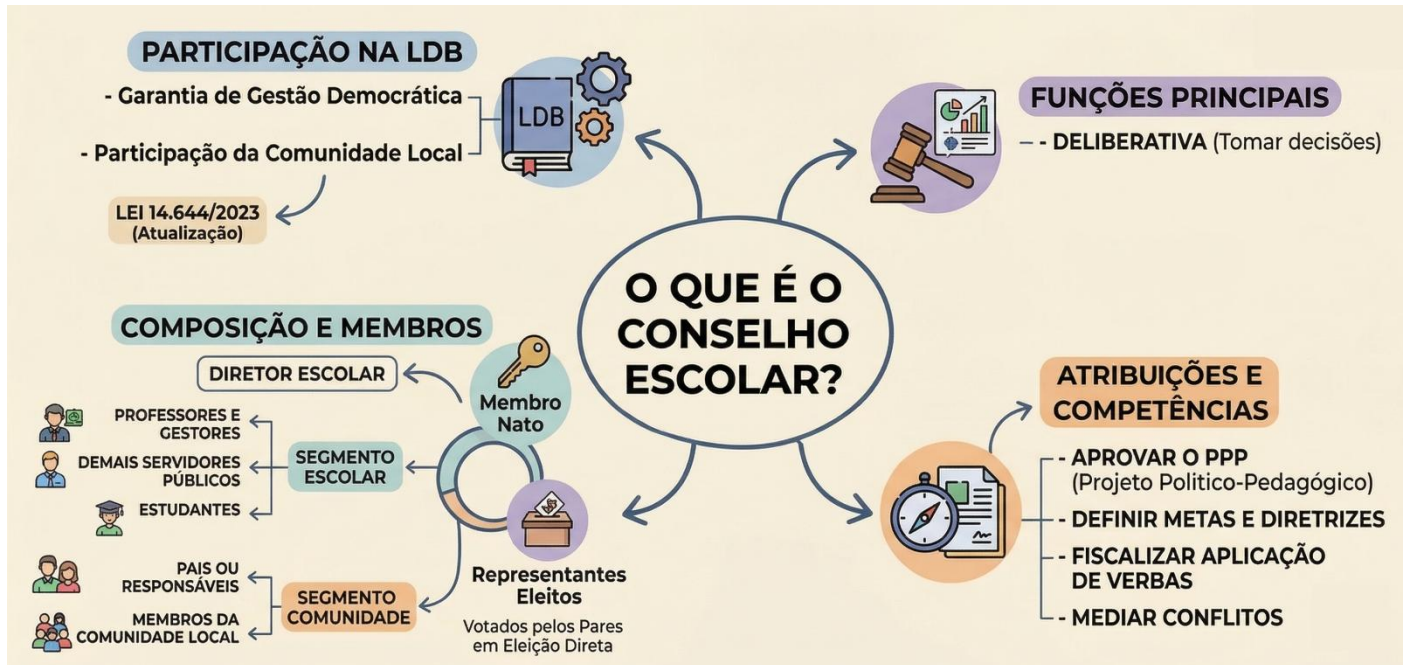 PARTICIPAÇÃO NA LDB
- Garantia de Gestão Democrática
- Participação da Comunidade Local
LDB
LEI 14.644/2023
(Atualização)
FUNÇÕES PRINCIPAIS
- - DELIBERATIVA (Tomar decisões)
O QUE É O
CONSELHO
ESCOLAR?
COMPOSIÇÃO E MEMBROS
DIRETOR ESCOLAR
Membro
Nato
PROFESSORES E
GESTORES
DEMAIS SERVIDORES
PÚBLICOS
ESTUDANTES
SEGMENTO
ESCOLAR
PAIS OU
RESPONSÁVEIS
MEMBROS DA
COMUNIDADE LOCAL
SEGMENTO
COMUNIDADE
Representantes
Eleitos
Votados pelos Pares
em Eleição Direta
ATRIBUIÇÕES E
COMPETÊNCIAS
- APROVAR O PPP
(Projeto Politico-Pedagógico)
- DEFINIR METAS E DIRETRIZES
- FISCALIZAR APLICAÇÃO
DE VERBAS
- MEDIAR CONFLITOS